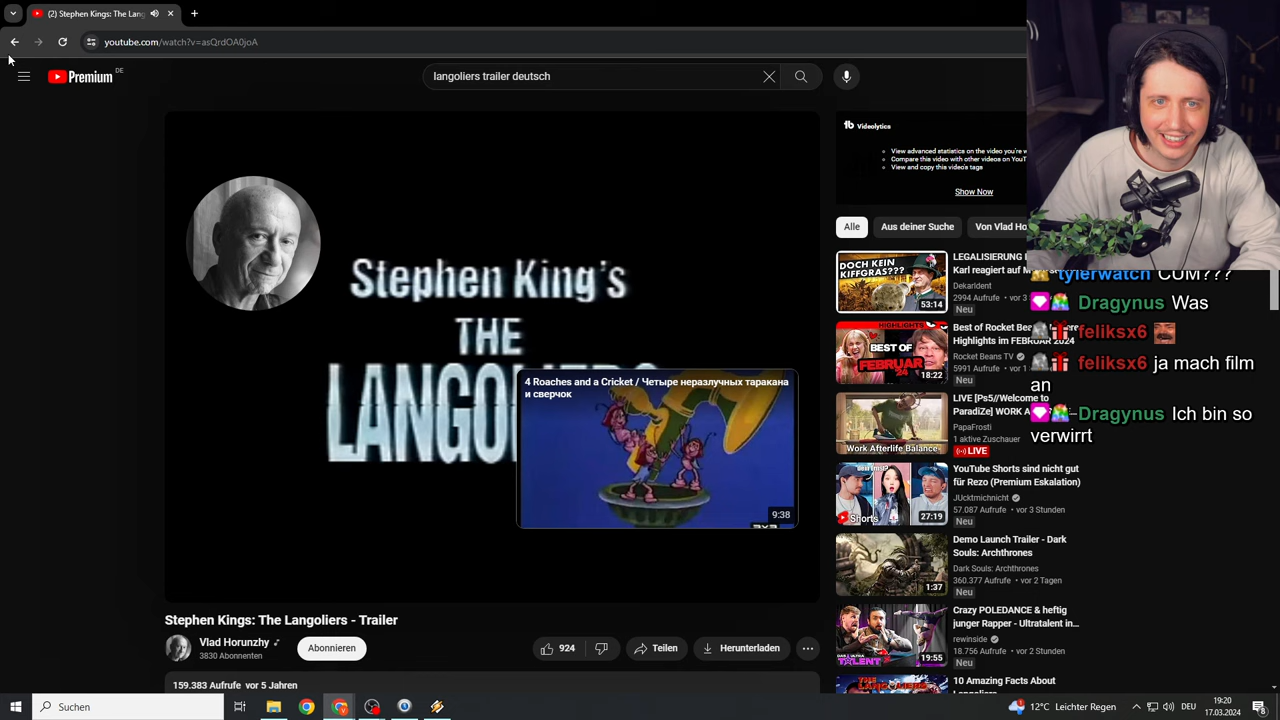 (2) Stephen Kings: The Lang
youtube.com/watch?v=asQrdOA0joA
Premium DE
langoliers trailer deutsch
Stephen King's
THE
4 Roaches and a Cricket / Четыре неразлучных таракана
и сверчок
9:38
Stephen Kings: The Langoliers - Trailer
Vlad Horunzhy
3830 Abonnenten
Abonnieren
924
Teilen
Herunterladen
159.383 Aufrufe vor 5 Jahren
tb Videolytics
View advanced statistics on the video you're w
Compare this video with other videos on YouT
View and copy this video's tags
Show Now
Alle
Aus deiner Suche
Von Vlad Ho
DOCH KEIN
KIFFGRAS???
53:14
LEGALISIERUNG
Karl reagiert auf
Dekarldent
2994 Aufrufe • vor 3
Neu
HIGHLIGHTS
BEST OF
FEBRUAR
24
18:22
Best of Rocket Bea
Highlights im FEBRUAR 2024
Rocket Beans TV
5991 Aufrufe • vor 1
Neu
Work Afterlife Balance
LIVE [Ps5//Welcome to
ParadiZe] WORK A
PapaFrosti
1 aktive Zuschauer
LIVE
Shorts
27:19
YouTube Shorts sind nicht gut
für Rezo (Premium Eskalation)
JUcktmichnicht
57.087 Aufrufe • vor 3 Stunden
Neu
1:37
Demo Launch Trailer - Dark
Souls: Archthrones
Dark Souls: Archthrones
360.377 Aufrufe • vor 2 Tagen
Neu
TALENT
19:55
Crazy POLEDANCE & heftig
junger Rapper - Ultratalent in...
rewinside
18.756 Aufrufe • vor 2 Stunden
Neu
10 Amazing Facts About
tylerwatch CUM???
Dragynus Was
feliksx6
feliksx6 ja mach film
an
Dragynus Ich bin so
verwirrt
Suchen
12°C Leichter Regen
DEU
19:20
17.03.2024
8